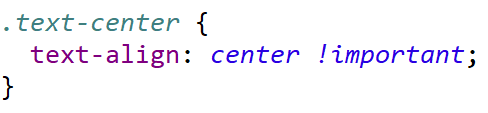 .text-center {
  text-align: center !important;
}